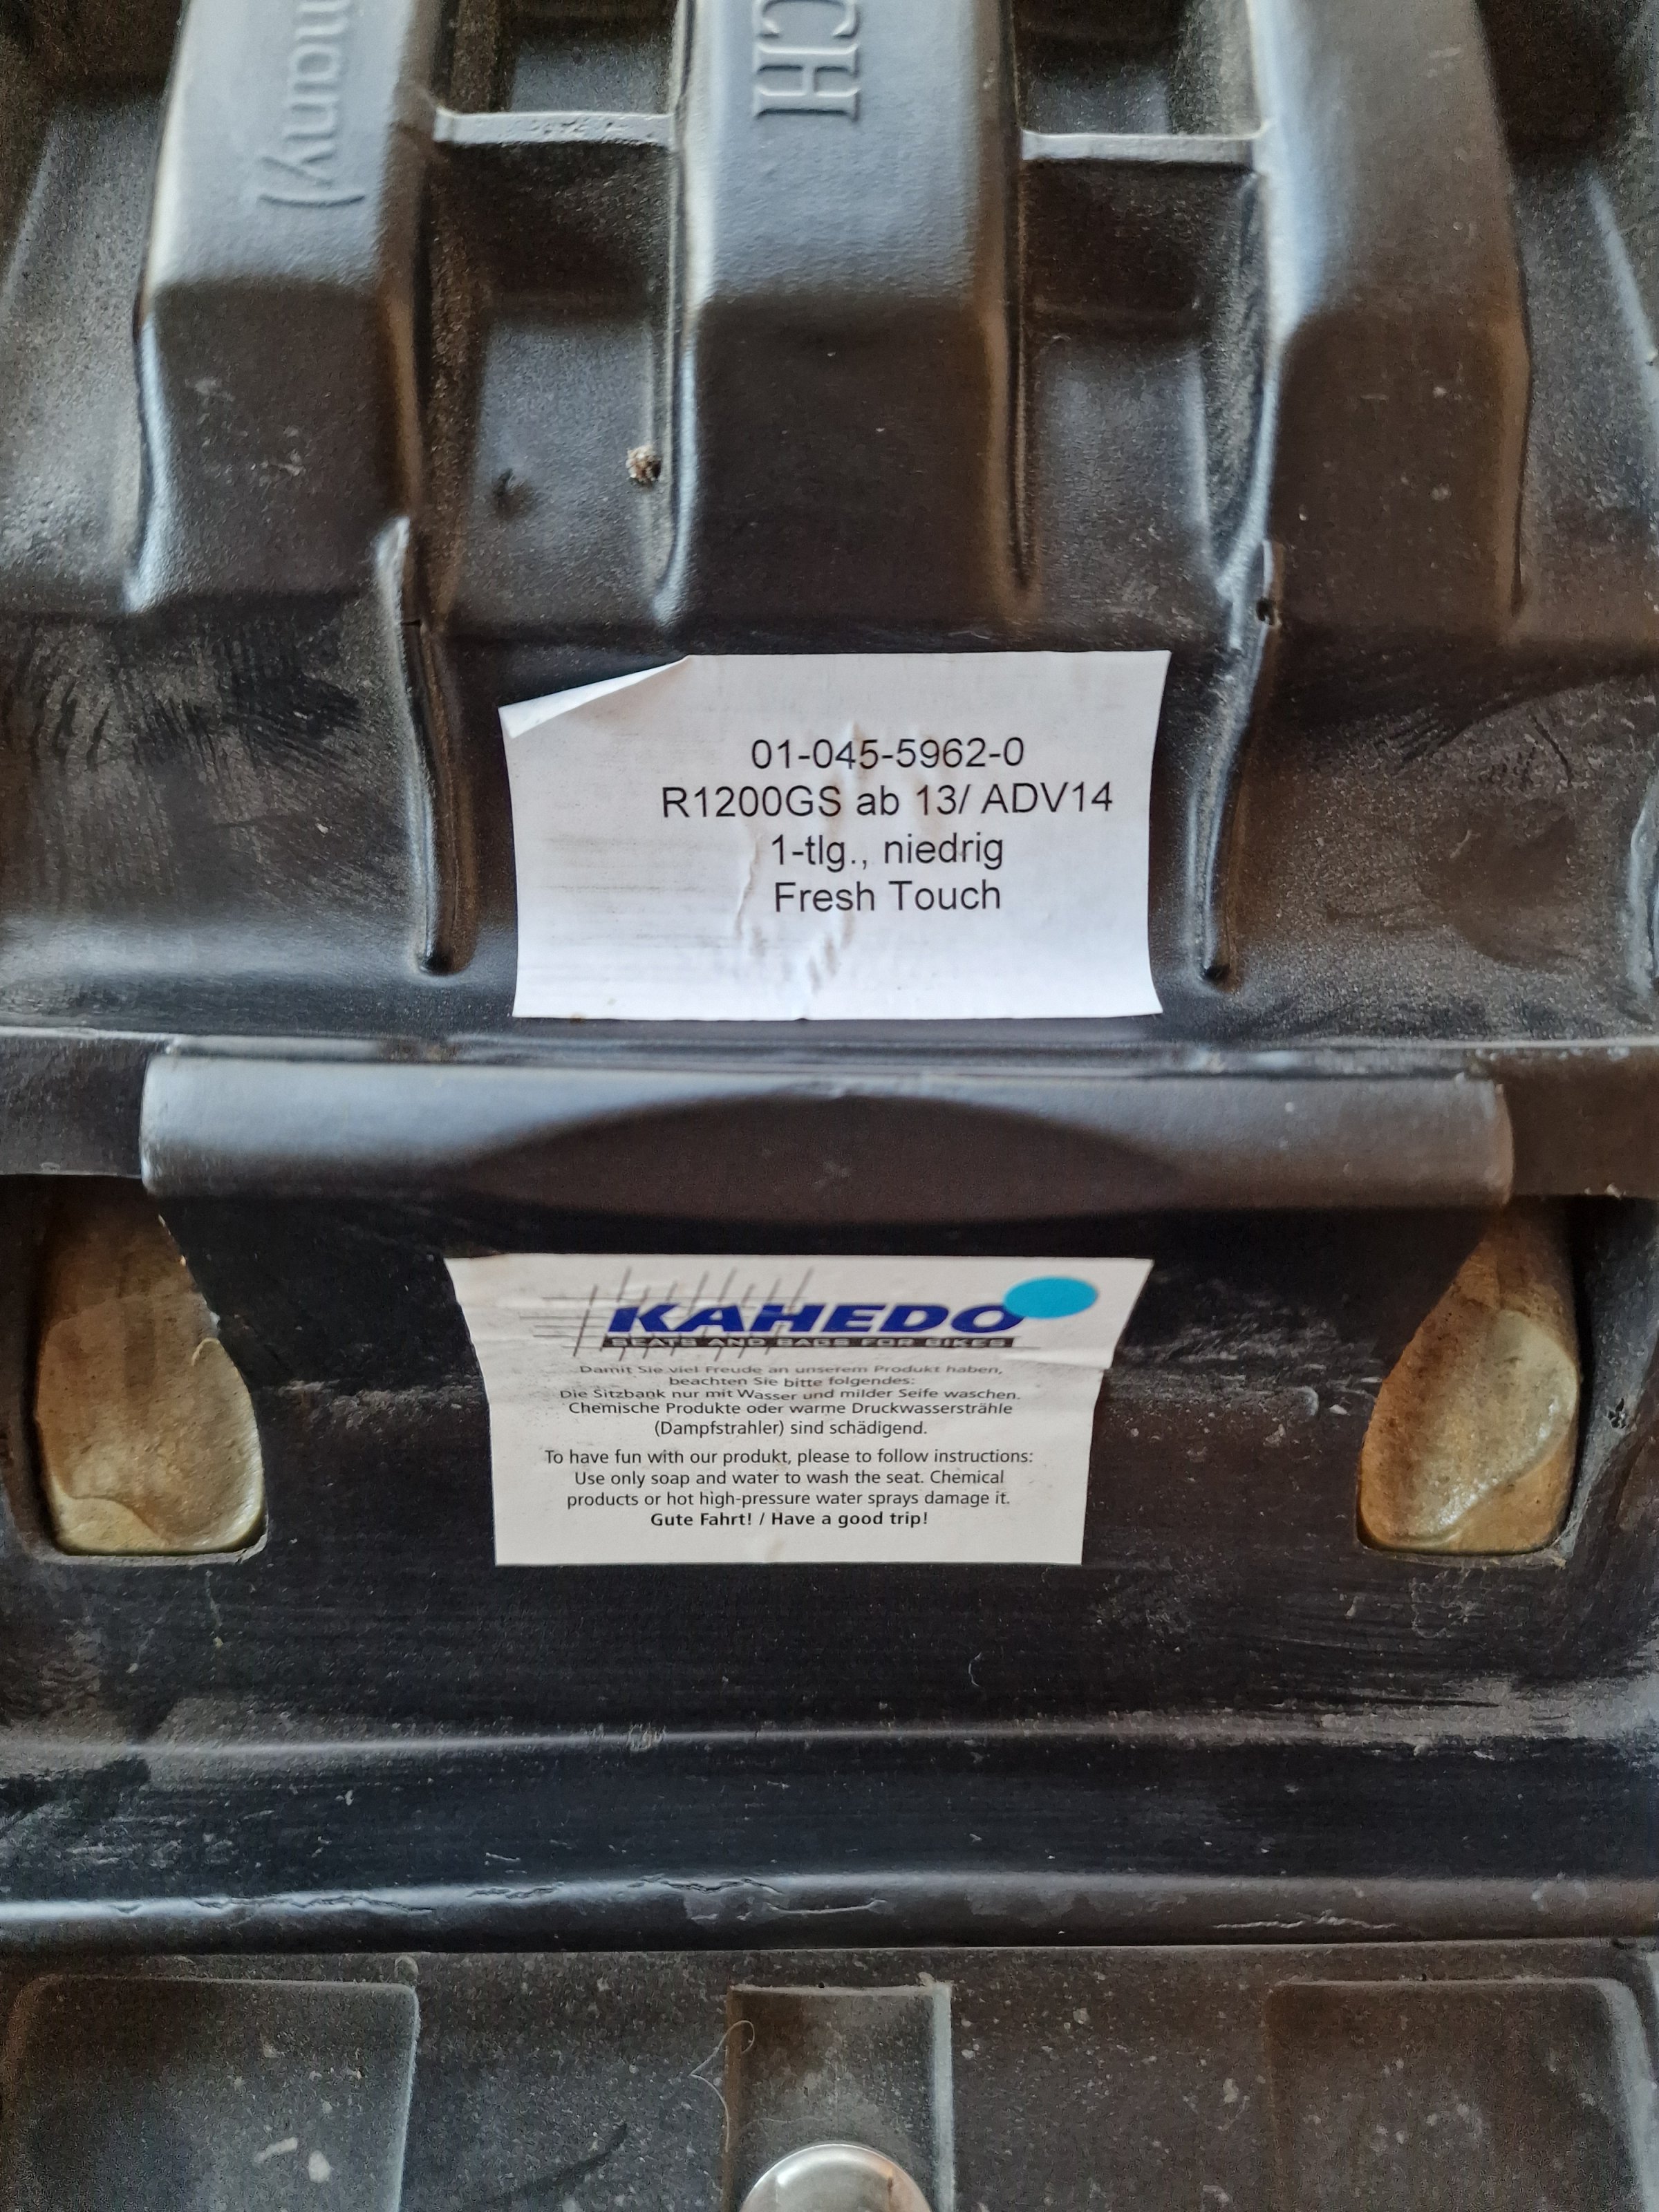 many)
CH
01-045-5962-0
R1200GS ab 13/ ADV14
1-tlg., niedrig
Fresh Touch
KAHEDO
SEATS AND BAGS FOR BIKES
Damit Sie viel Freude an unserem Produkt haben,
beachten Sie bitte folgendes:
Die Sitzbank nur mit Wasser und milder Seife waschen.
Chemische Produkte oder warme Druckwassersträhle
(Dampfstrahler) sind schädigend.
To have fun with our produkt, please to follow instructions:
Use only soap and water to wash the seat. Chemical
products or hot high-pressure water sprays damage it.
Gute Fahrt! / Have a good trip!